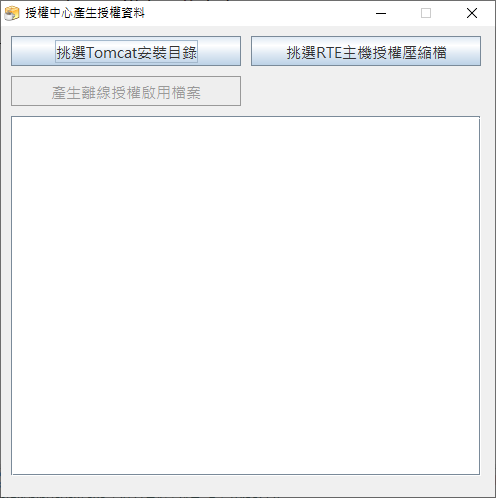 授權中心產生授權資料
挑選Tomcat安裝目錄
挑選RTE主機授權壓縮檔
產生離線授權啟用檔案